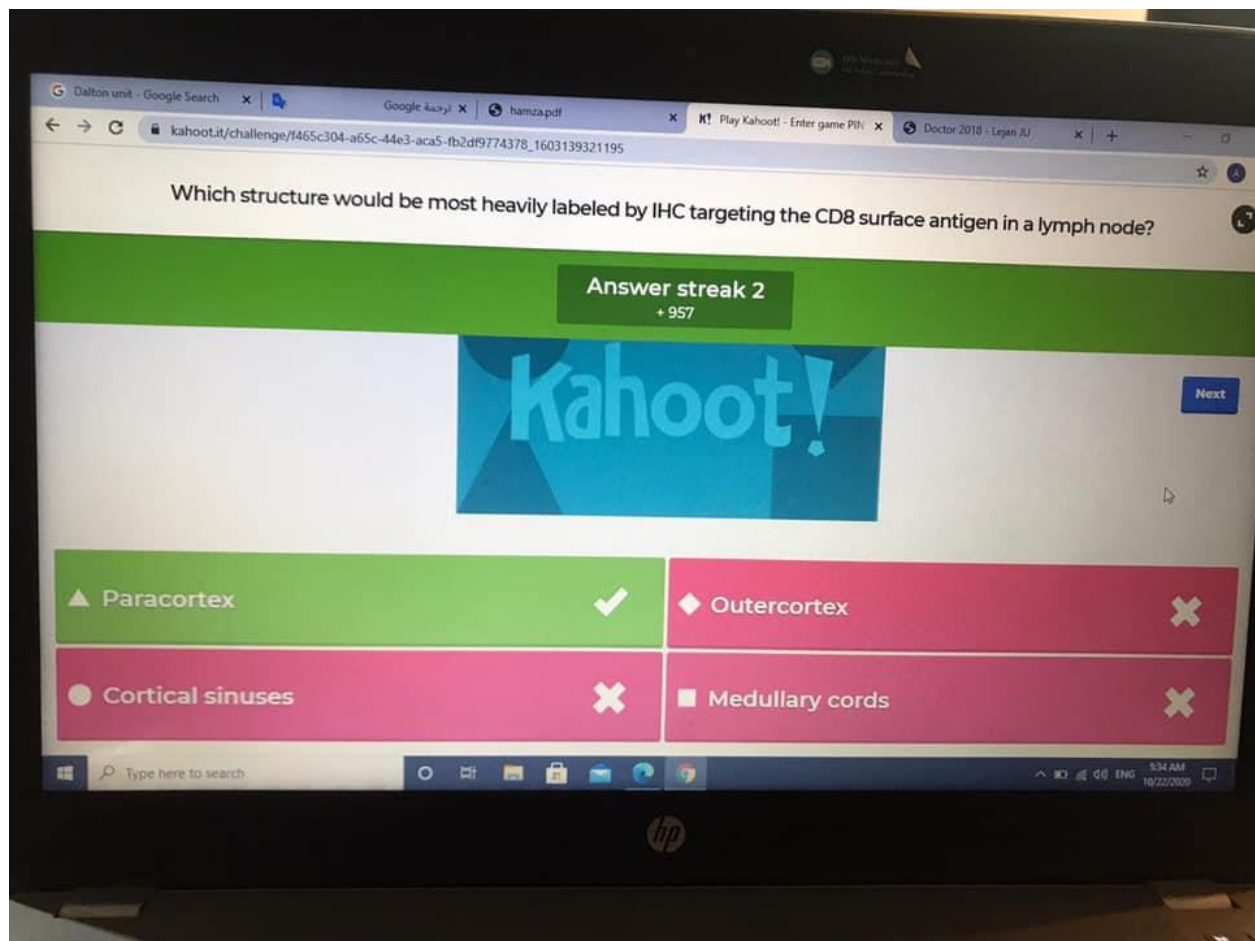 Dalton unit - Google Search
Google ترجمة
hamza.pdf
K! Play Kahoot! - Enter game PIN
Doctor 2018 - Lejan JU
kahoot.it/challenge/f465c304-a65c-44e3-aca5-fb2df9774378_1603139321195
Which structure would be most heavily labeled by IHC targeting the CD8 surface antigen in a lymph node?
Answer streak 2
+ 957
Kahoot!
Next
Paracortex
Outercortex
Cortical sinuses
Medullary cords
Type here to search
ENG
5:34 AM
10/22/2020
hp